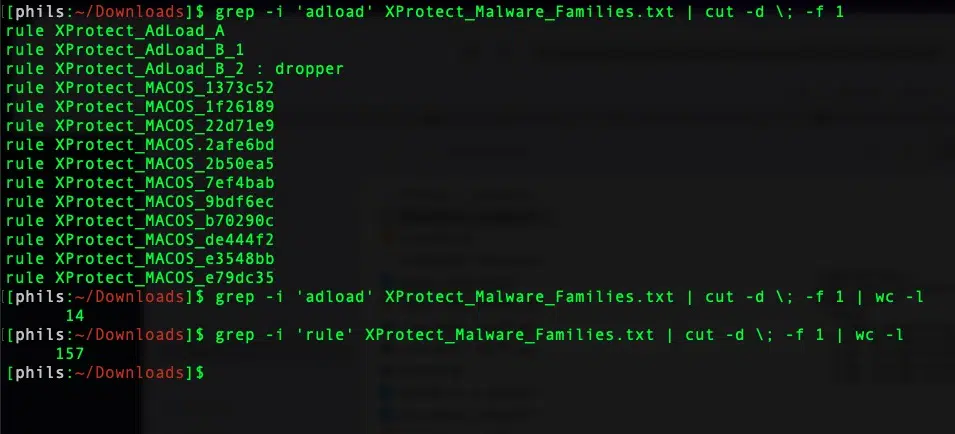 [[phils:~/Downloads]$ grep -i 'adload' XProtect_Malware_Families.txt | cut -d \; -f 1
rule XProtect_AdLoad_A
rule XProtect_AdLoad_B_1
rule XProtect_AdLoad_B_2 : dropper
rule XProtect_MACOS_1373c52
rule XProtect_MACOS_1f26189
rule XProtect_MACOS_22d71e9
rule XProtect_MACOS.2afe6bd
rule XProtect_MACOS_2b50ea5
rule XProtect_MACOS_7ef4bab
rule XProtect_MACOS_9bdf6ec
rule XProtect_MACOS_b70290c
rule XProtect_MACOS_de444f2
rule XProtect_MACOS_e3548bb
rule XProtect_MACOS_e79dc35
[[phils:~/Downloads]$ grep -i 'adload' XProtect_Malware_Families.txt | cut -d \; -f 1 | wc -l
14
[[phils:~/Downloads]$ grep -i 'rule' XProtect_Malware_Families.txt | cut -d \; -f 1 | wc -l
157
[phils:~/Downloads]$